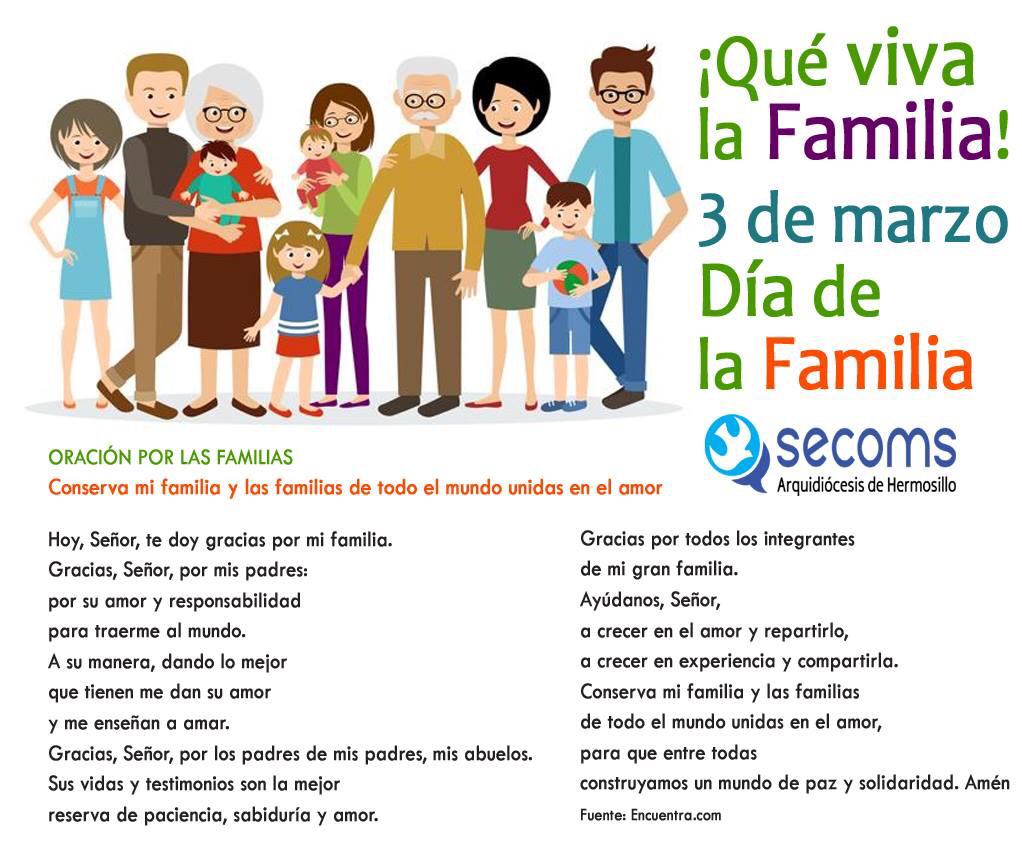 ¡Qué viva
la Familia!
3 de marzo
Día de
la Familia
secoms
Arquidiócesis de Hermosillo
ORACIÓN POR LAS FAMILIAS
Conserva mi familia y las familias de todo el mundo unidas en el amor
Hoy, Señor, te doy gracias por mi familia.
Gracias, Señor, por mis padres:
por su amor y responsabilidad
para traerme al mundo.
A su manera, dando lo mejor
que tienen me dan su amor
y me enseñan a amar.
Gracias, Señor, por los padres de mis padres, mis abuelos.
Sus vidas y testimonios son la mejor
reserva de paciencia, sabiduría y amor.
Gracias por todos los integrantes
de mi gran familia.
Ayúdanos, Señor,
a crecer en el amor y repartirlo,
a crecer en experiencia y compartirla.
Conserva mi familia y las familias
de todo el mundo unidas en el amor,
para que entre todas
construyamos un mundo de paz y solidaridad. Amén
Fuente: Encuentra.com